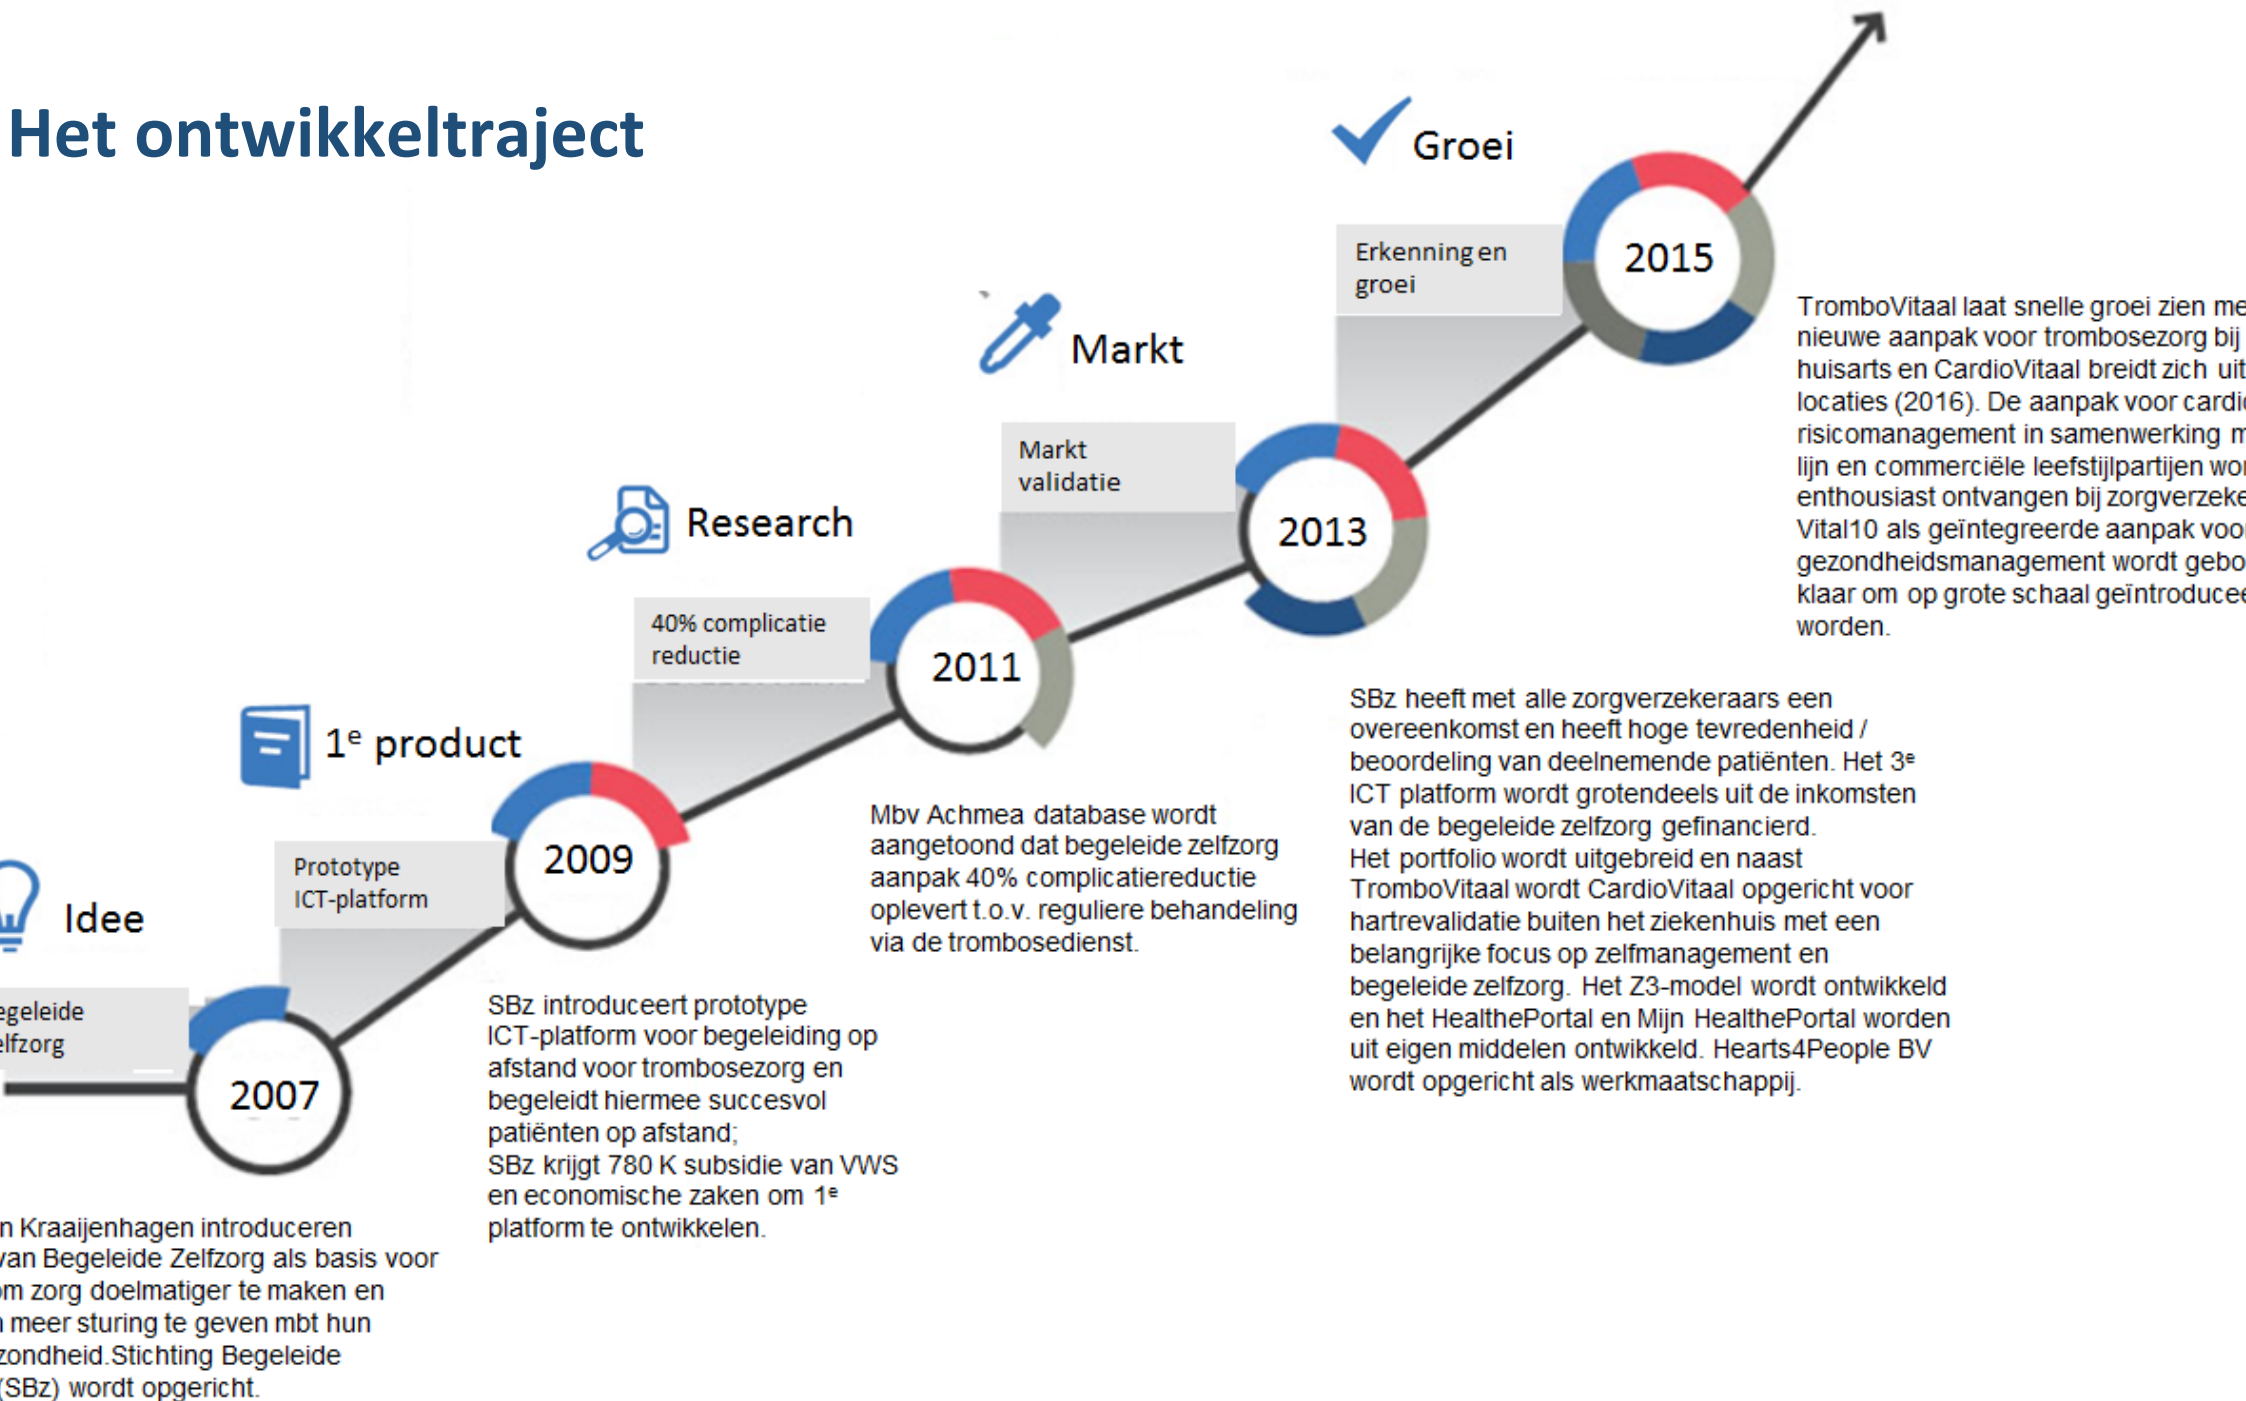 Het ontwikkeltraject
Groei
Erkenning en
groei
2015
TromboVitaal laat snelle groei zien
nieuwe aanpak voor trombosezorg bij
huisarts en CardioVitaal breidt zich uit
locaties (2016). De aanpak voor
risicomanagement in samenwerking
lijn en commerciële leefstijlpartijen
enthousiast ontvangen bij
Vital10 als geïntegreerde aanpak voor
gezondheidsmanagement wordt
klaar om op grote schaal
worden.
Markt
Markt
validatie
2013
SBz heeft met alle zorgverzekeraars een
overeenkomst en heeft hoge tevredenheid /
beoordeling van deelnemende patiënten. Het 3e
ICT platform wordt grotendeels uit de inkomsten
van de begeleide zelfzorg gefinancierd.
Het portfolio wordt uitgebreid en naast
TromboVitaal wordt CardioVitaal opgericht voor
hartrevalidatie buiten het ziekenhuis met een
belangrijke focus op zelfmanagement en
begeleide zelfzorg. Het Z3-model wordt ontwikkeld
en het HealthePortal en Mijn HealthePortal worden
uit eigen middelen ontwikkeld. Hearts4People BV
wordt opgericht als werkmaatschappij.
Research
40% complicatie
reductie
2011
Mbv Achmea database wordt
aangetoond dat begeleide zelfzorg
aanpak 40% complicatiereductie
oplevert t.o.v. reguliere behandeling
via de trombosedienst.
1e product
Prototype
ICT-platform
2009
SBz introduceert prototype
ICT-platform voor begeleiding op
afstand voor trombosezorg en
begeleidt hiermee succesvol
patiënten op afstand;
SBz krijgt 780 K subsidie van VWS
en economische zaken om 1e
platform te ontwikkelen.
Idee
egeleide
elfzorg
2007
n Kraaijenhagen introduceren
van Begeleide Zelfzorg als basis voor
om zorg doelmatiger te maken en
meer sturing te geven mbt hun
zondheid.Stichting Begeleide
(SBz) wordt opgericht.